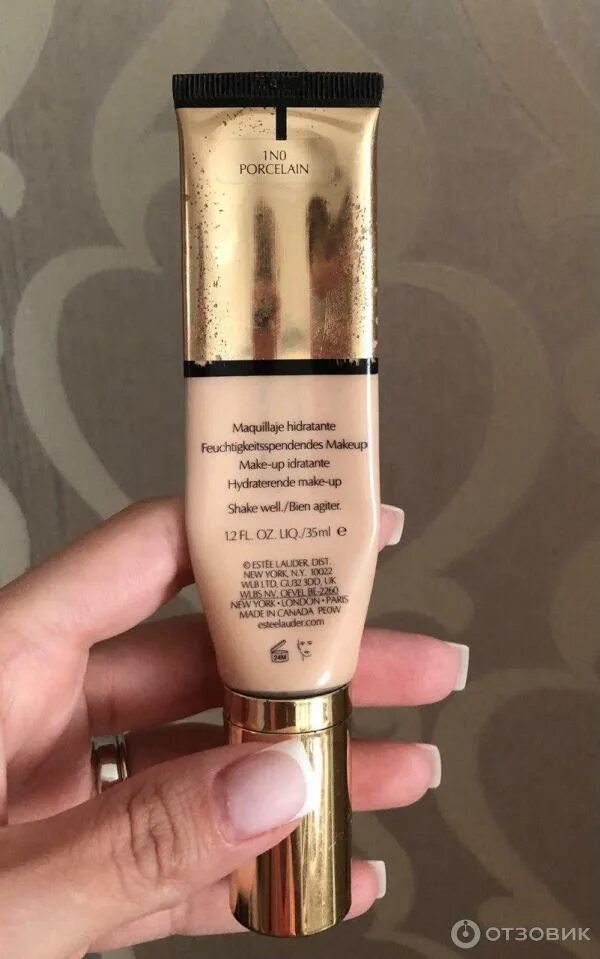 1N0
PORCELAIN
Maquillaje hidratante
Feuchtigkeitsspendendes Makeup
Make-up idratante
Hydraterende make-up
Shake well./Bien agiter.
1.2 FL. OZ. LIQ./35ml ℮
© ESTĒE LAUDER, DIST.
NEW YORK, N.Y. 10022
WLB LTD, GU32 3DD, UK
WLBS NV, OEVEL BE-2260
NEW YORK • LONDON • PARIS
MADE IN CANADA PE0W
esteelauder.com
24M
ОТЗОВИК